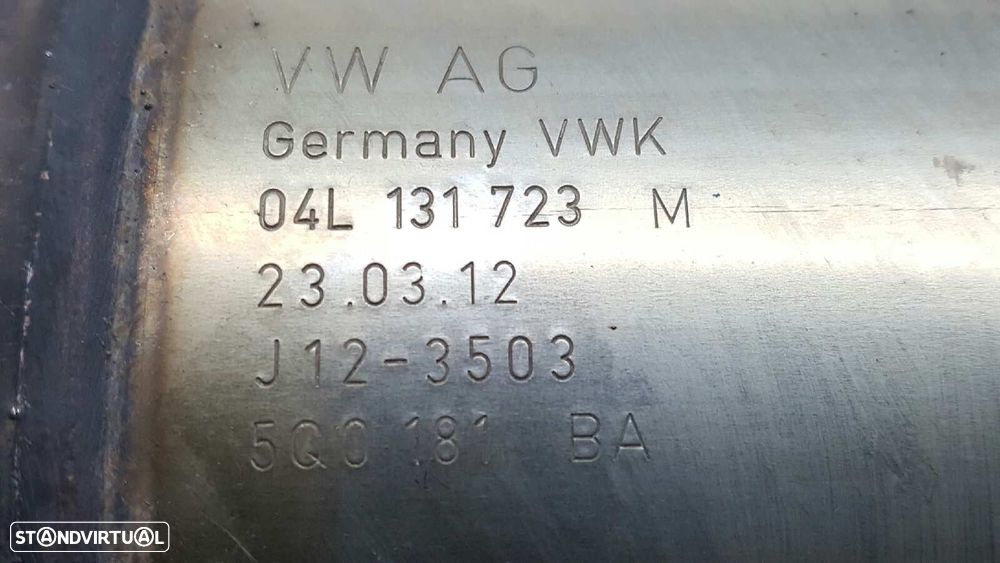 VW AG
Germany VWK
04L 131 723 M
23.03.12
J12-3503
5Q0 181 BA
STANDVIRTUAL